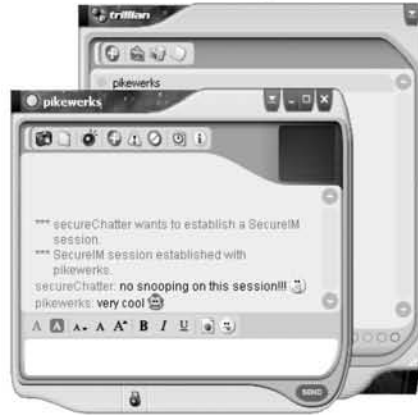 trillian
pikewerks
pikewerks
*** secureChatter wants to establish a SecureIM
session.
*** SecureIM session established with
pikewerks.
secureChatter: no snooping on this session!!!
pikewerks: very cool
A A A A A B I U
SEND